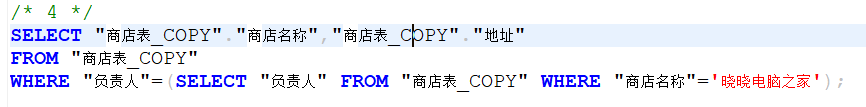 /* 4 */
SELECT "商店表_COPY"."商店名称","商店表_COPY"."地址"
FROM "商店表_COPY"
WHERE "负责人"=(SELECT "负责人" FROM "商店表_COPY" WHERE "商店名称"='晓晓电脑之家');